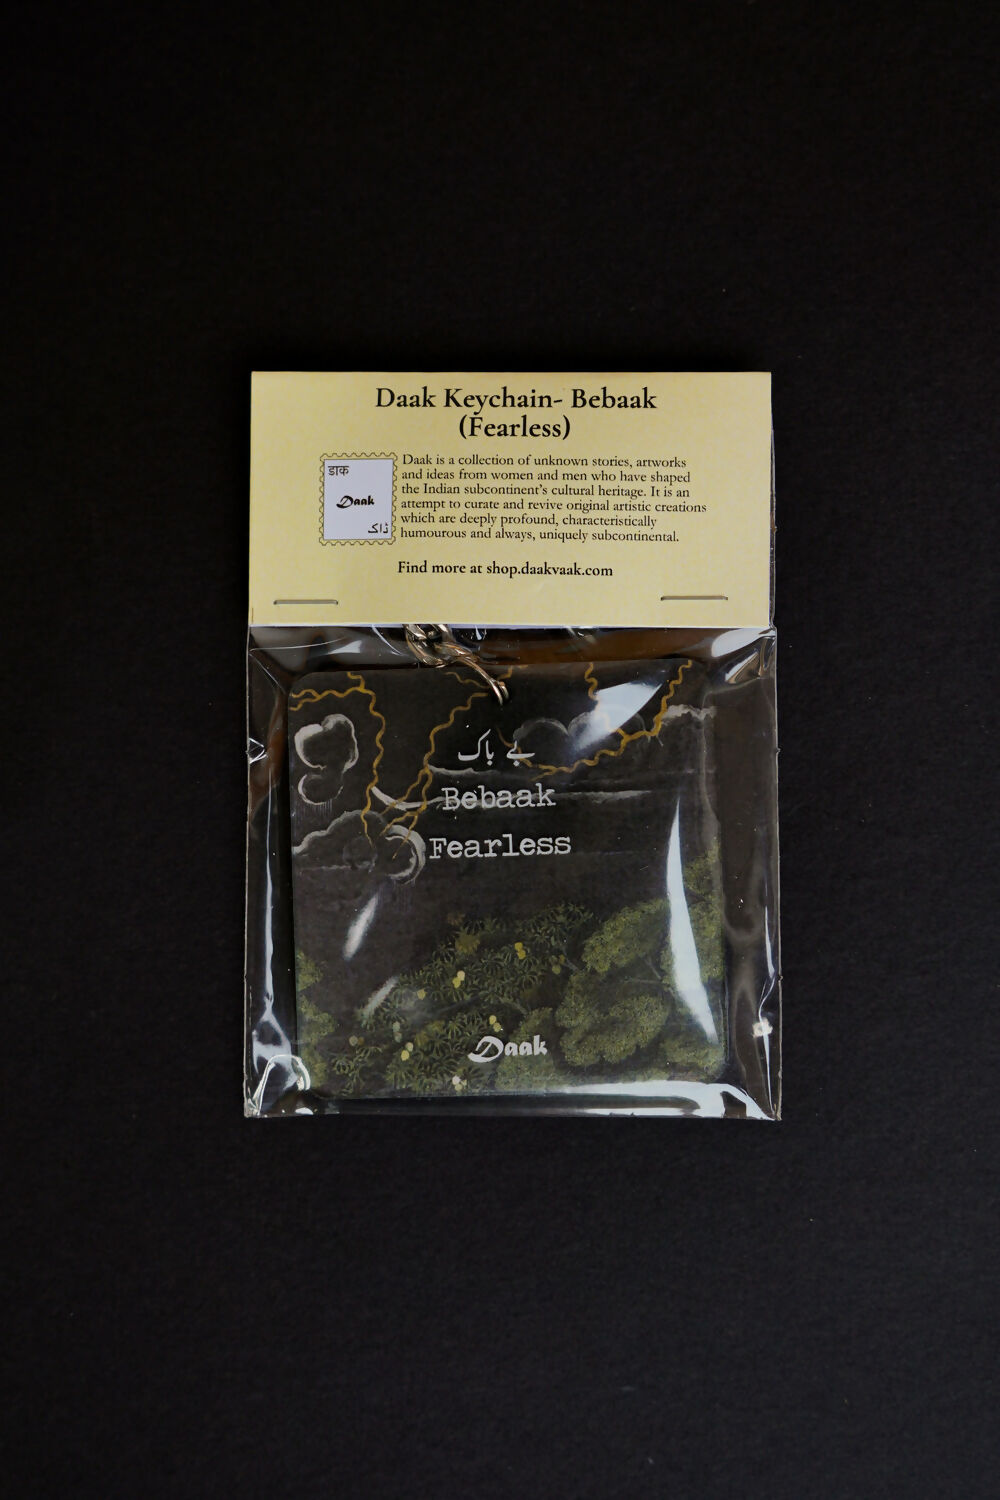 Daak Keychain- Bebaak
(Fearless)
डाक
Daak
ڈاک
Daak is a collection of unknown stories, artworks
and ideas from women and men who have shaped
the Indian subcontinent's cultural heritage. It is an
attempt to curate and revive original artistic creations
which are deeply profound, characteristically
humourous and always, uniquely subcontinental.
Find more at shop.daakvaak.com
بے باک
Bebaak
Fearless
Daak